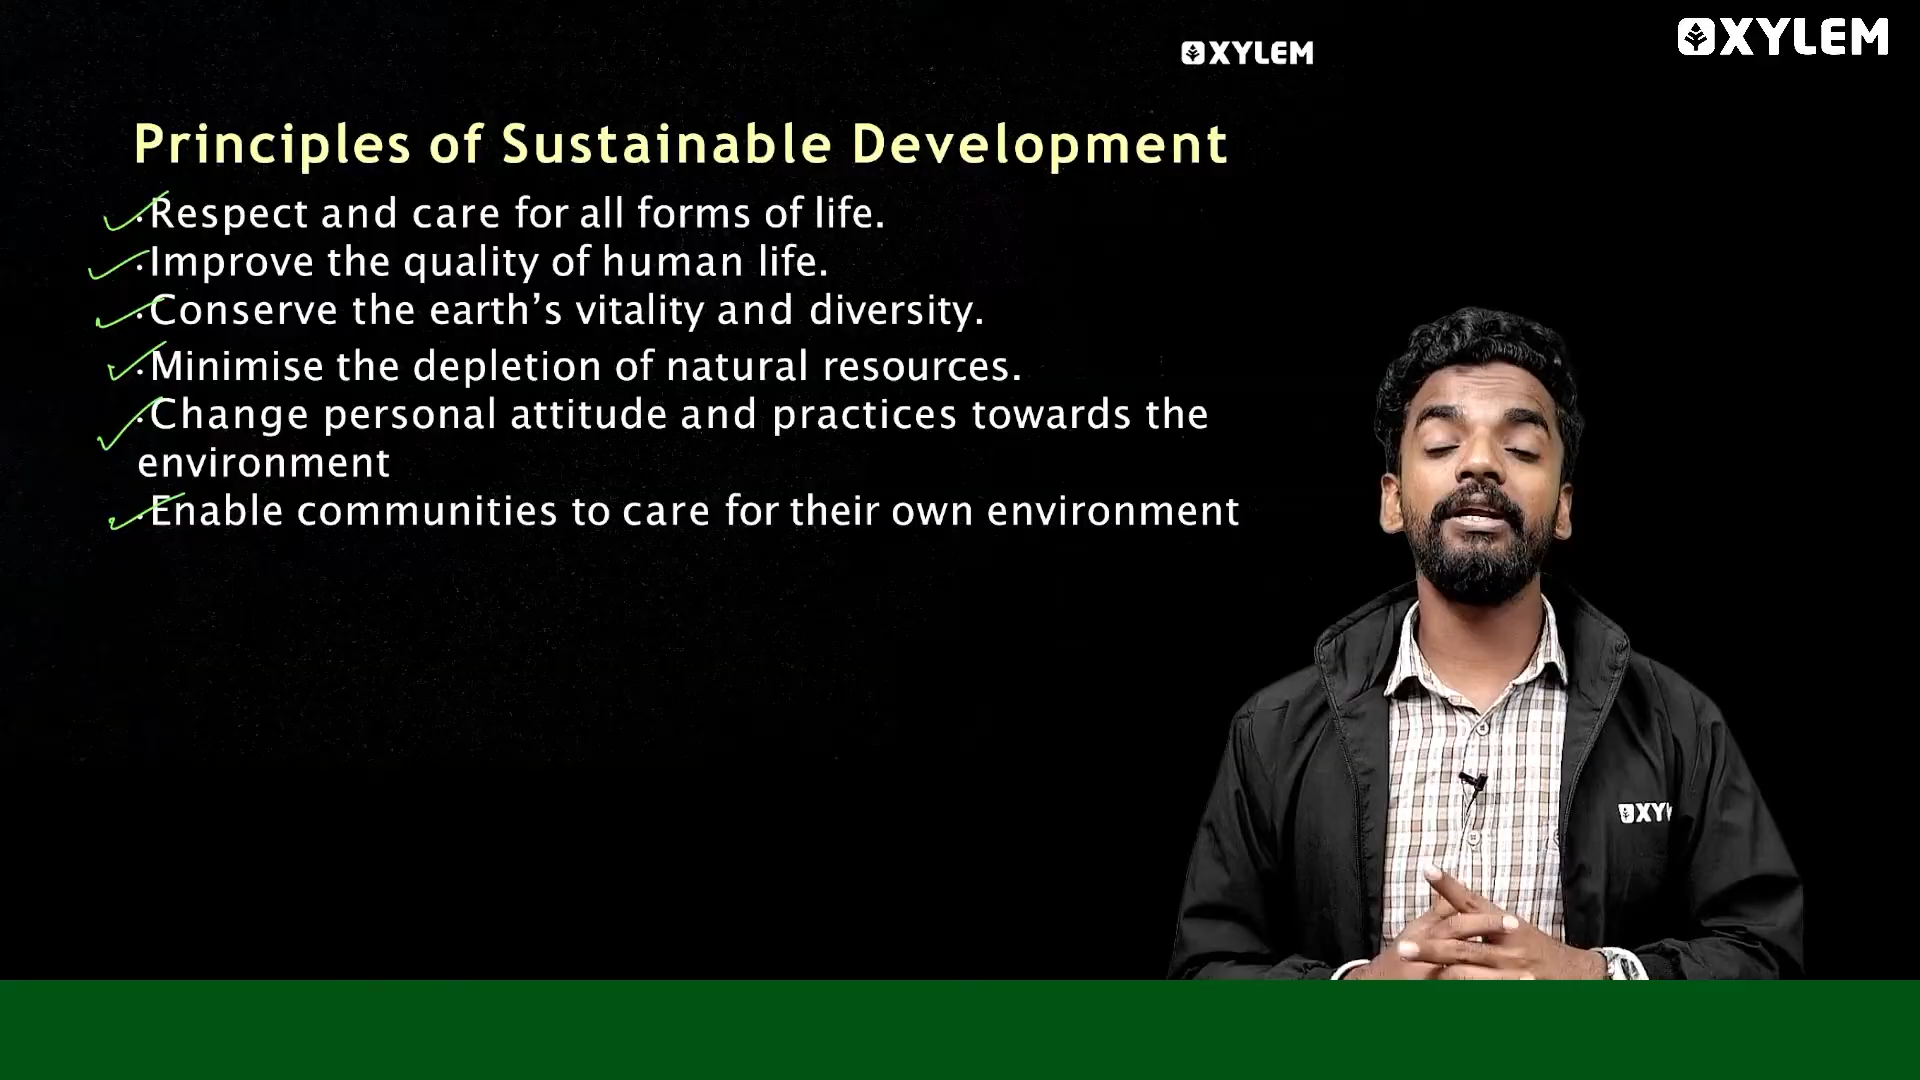 XYLEM
XYLEM
Principles of Sustainable Development
·Respect and care for all forms of life.
·Improve the quality of human life.
·Conserve the earth’s vitality and diversity.
·Minimise the depletion of natural resources.
·Change personal attitude and practices towards the
environment
·Enable communities to care for their own environment
XY